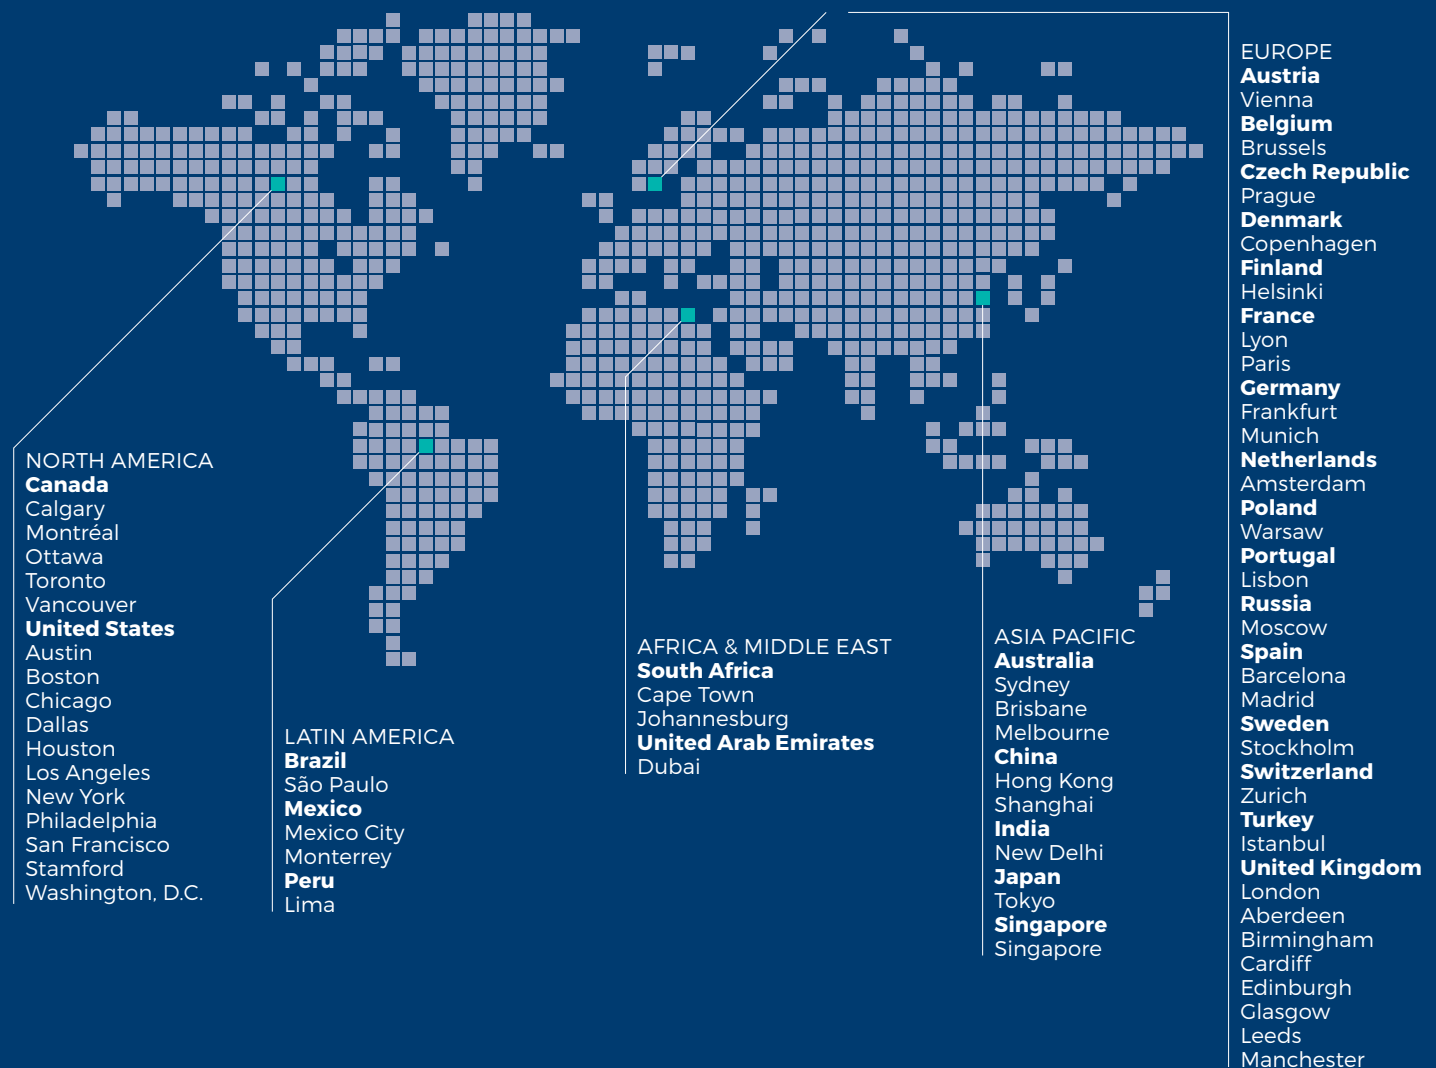 NORTH AMERICA
Canada
Calgary
Montréal
Ottawa
Toronto
Vancouver
United States
Austin
Boston
Chicago
Dallas
Houston
Los Angeles
New York
Philadelphia
San Francisco
Stamford
Washington, D.C.
LATIN AMERICA
Brazil
São Paulo
Mexico
Mexico City
Monterrey
Peru
Lima
AFRICA & MIDDLE EAST
South Africa
Cape Town
Johannesburg
United Arab Emirates
Dubai
ASIA PACIFIC
Australia
Sydney
Brisbane
Melbourne
China
Hong Kong
Shanghai
India
New Delhi
Japan
Tokyo
Singapore
Singapore
EUROPE
Austria
Vienna
Belgium
Brussels
Czech Republic
Prague
Denmark
Copenhagen
Finland
Helsinki
France
Lyon
Paris
Germany
Frankfurt
Munich
Netherlands
Amsterdam
Poland
Warsaw
Portugal
Lisbon
Russia
Moscow
Spain
Barcelona
Madrid
Sweden
Stockholm
Switzerland
Zurich
Turkey
Istanbul
United Kingdom
London
Aberdeen
Birmingham
Cardiff
Edinburgh
Glasgow
Leeds
Manchester